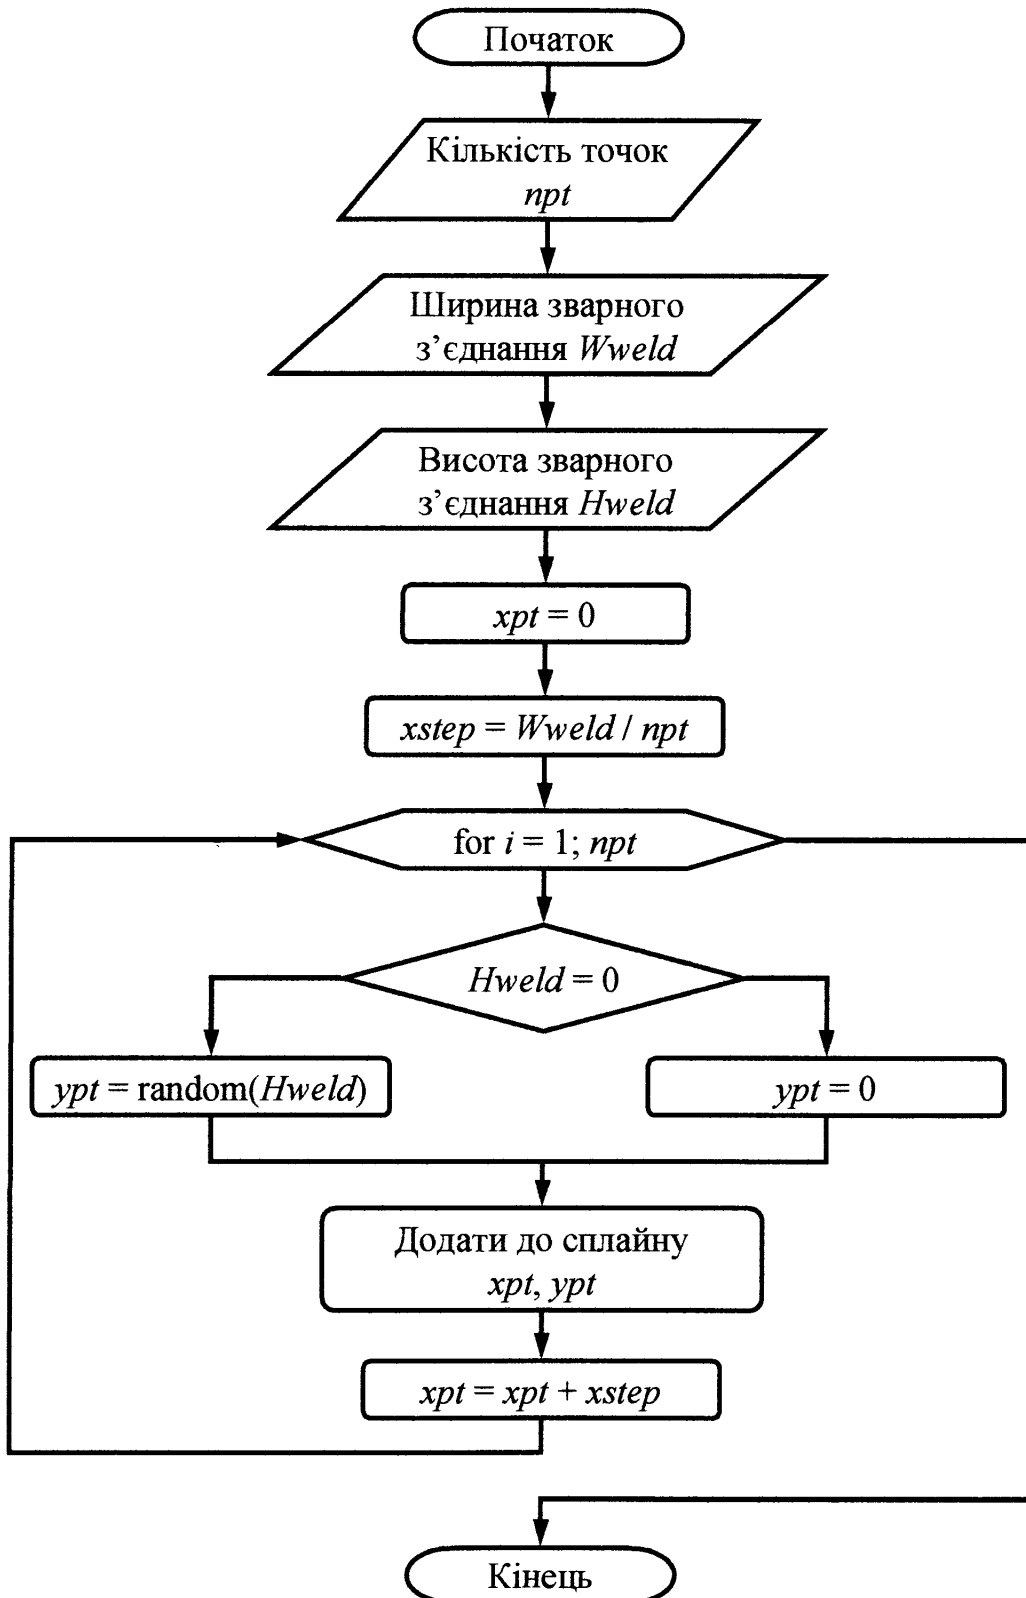 Початок
Кількість точок
npt
Ширина зварного
з’єднання Wweld
Висота зварного
з’єднання Hweld
xpt = 0
xstep = Wweld / npt
for i = 1; npt
Hweld = 0
ypt = random(Hweld)
ypt = 0
Додати до сплайну
xpt, ypt
xpt = xpt + xstep
Кінець